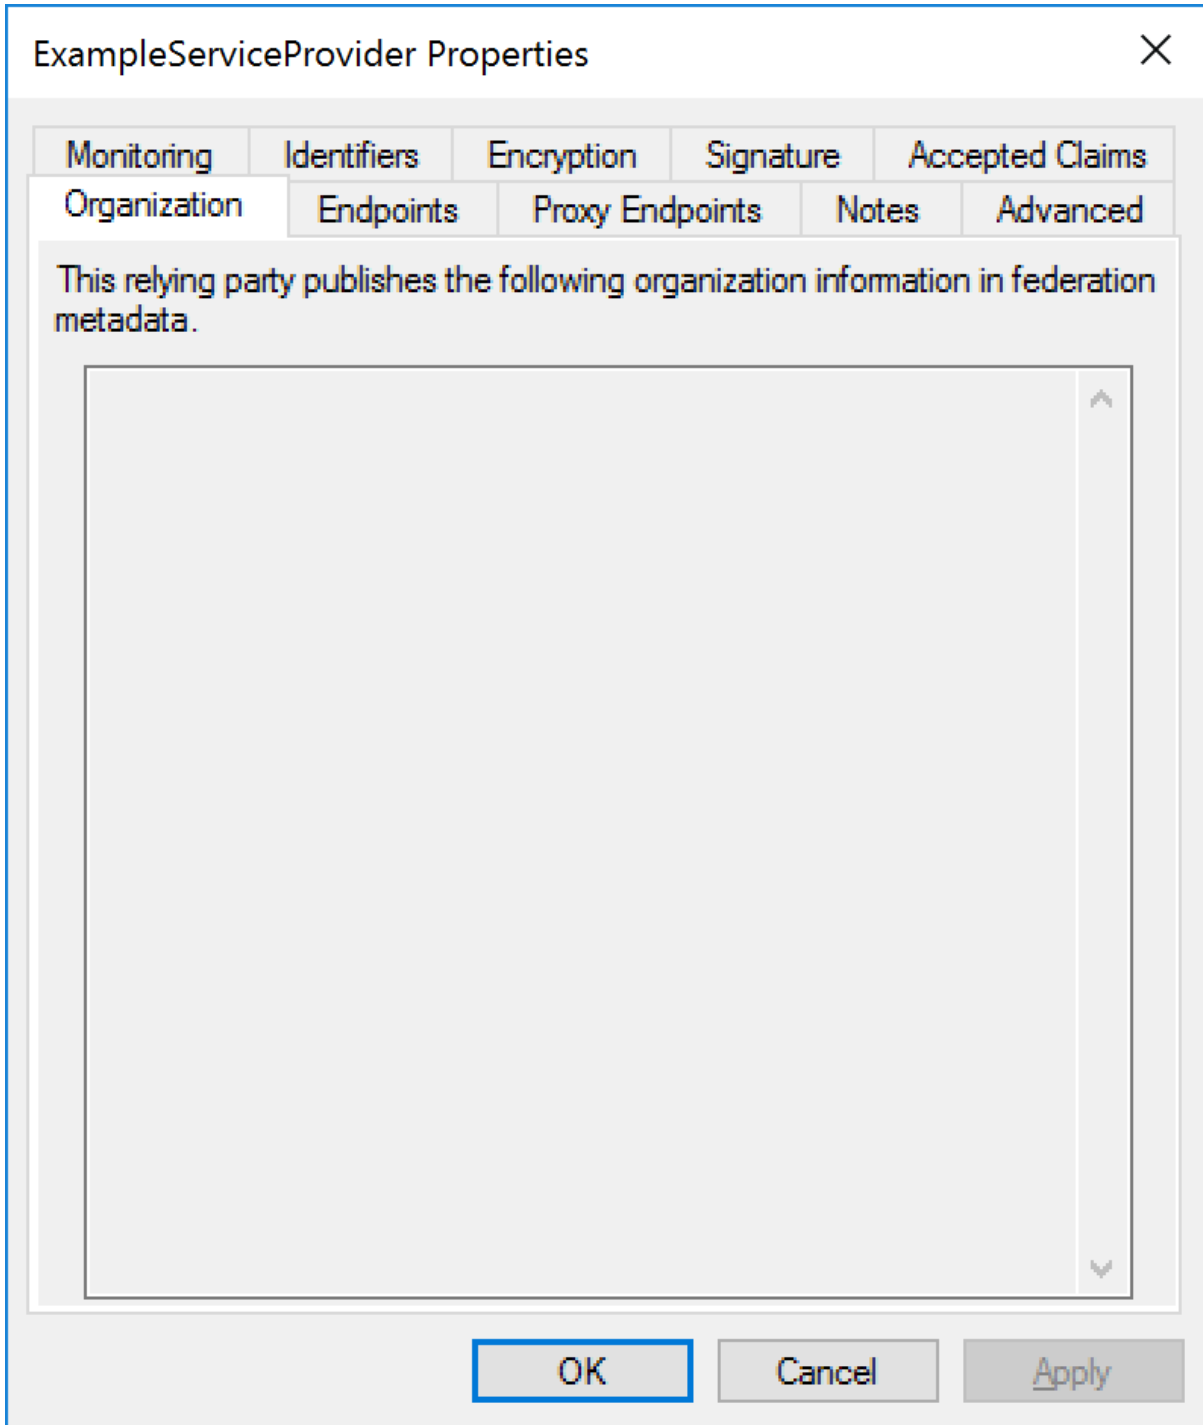 ExampleServiceProvider Properties
Monitoring Identifiers Encryption Signature Accepted Claims
Organization Endpoints Proxy Endpoints Notes Advanced
This relying party publishes the following organization information in federation
metadata.
OK Cancel Apply